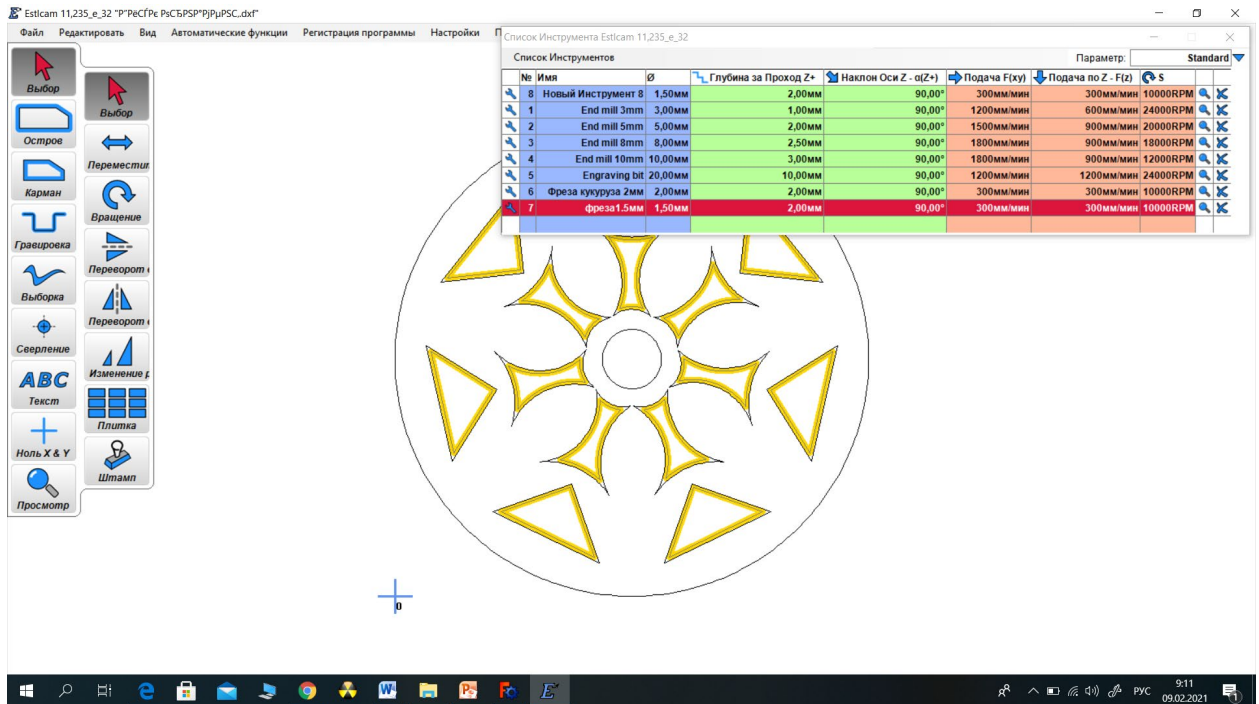 Estlcam 11,235_e_32 "Р”РёСЃРє РѕСЂРЅР°РјРµРЅС‚.dxf"
Файл Редактировать Вид Автоматические функции Регистрация программы Настройки П
Список Инструмента Estlcam 11,235_e_32
Список Инструментов Параметр: Standard
№ Имя Ø Глубина за Проход Z+ Наклон Оси Z - α(Z+) Подача F(xy) Подача по Z - F(z) S
8 Новый Инструмент 8 1,50мм 2,00мм 90,00° 300мм/мин 300мм/мин 10000RPM
1 End mill 3mm 3,00мм 1,00мм 90,00° 1200мм/мин 600мм/мин 24000RPM
2 End mill 5mm 5,00мм 2,00мм 90,00° 1500мм/мин 900мм/мин 20000RPM
3 End mill 8mm 8,00мм 2,50мм 90,00° 1800мм/мин 900мм/мин 18000RPM
4 End mill 10mm 10,00мм 3,00мм 90,00° 1800мм/мин 900мм/мин 12000RPM
5 Engraving bit 20,00мм 10,00мм 90,00° 1200мм/мин 1200мм/мин 24000RPM
6 Фреза кукуруза 2мм 2,00мм 2,00мм 90,00° 300мм/мин 300мм/мин 10000RPM
7 фреза1.5мм 1,50мм 2,00мм 90,00° 300мм/мин 300мм/мин 10000RPM
Выбор
Остров
Карман
Гравировка
Выборка
Сверление
ABC
Текст
Ноль X & Y
Просмотр
Выбор
Переместит
Вращение
Переворот
Переворот
Изменение р
Плитка
Штамп
0
РУС
9:11
09.02.2021
1